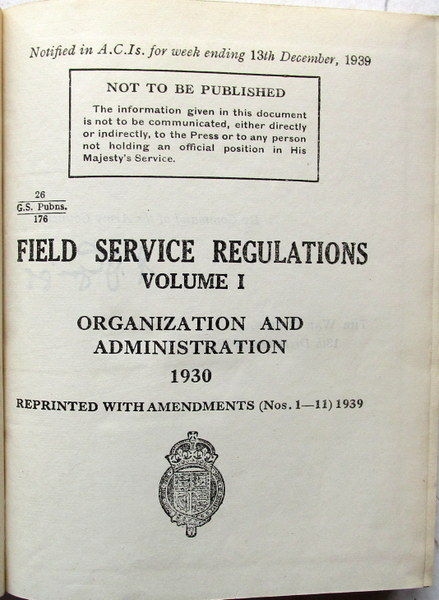 Notified in A.C.Is. for week ending 13th December, 1939
NOT TO BE PUBLISHED
The information given in this document
is not to be communicated, either directly
or indirectly, to the Press or to any person
not holding an official position in His
Majesty's Service.
26
G.S. Pubns.
176
FIELD SERVICE REGULATIONS
VOLUME I
ORGANIZATION AND
ADMINISTRATION
1930
REPRINTED WITH AMENDMENTS (Nos. 1—11) 1939